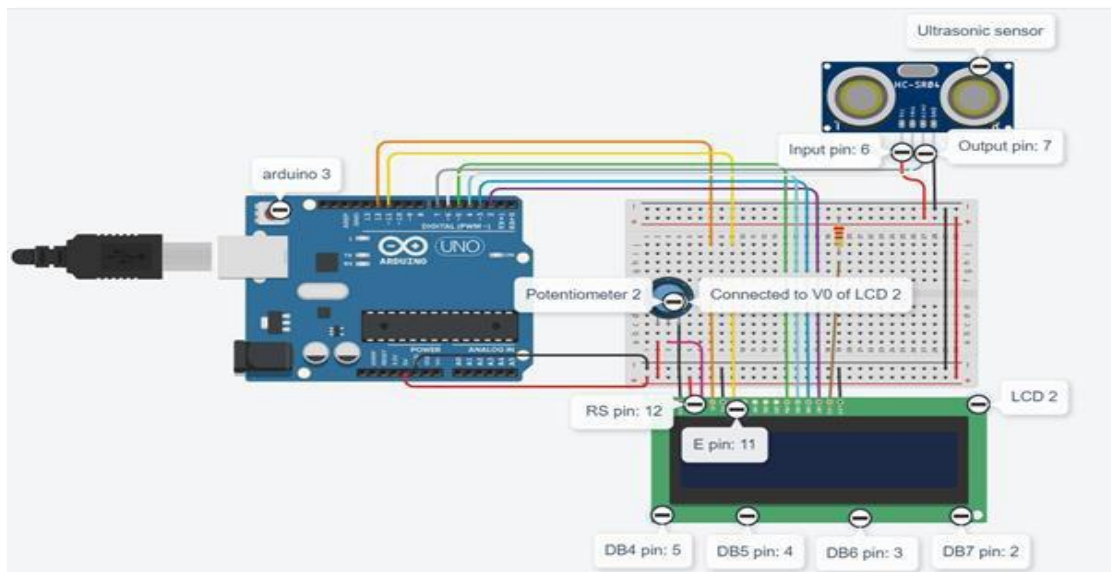 Ultrasonic sensor
HC-SR04
Input pin: 6
Output pin: 7
arduino 3
DIGITAL (PWM ~)
UNO
ARDUINO
Potentiometer 2
Connected to V0 of LCD 2
POWER
ANALOG IN
RS pin: 12
LCD 2
E pin: 11
DB4 pin: 5
DB5 pin: 4
DB6 pin: 3
DB7 pin: 2